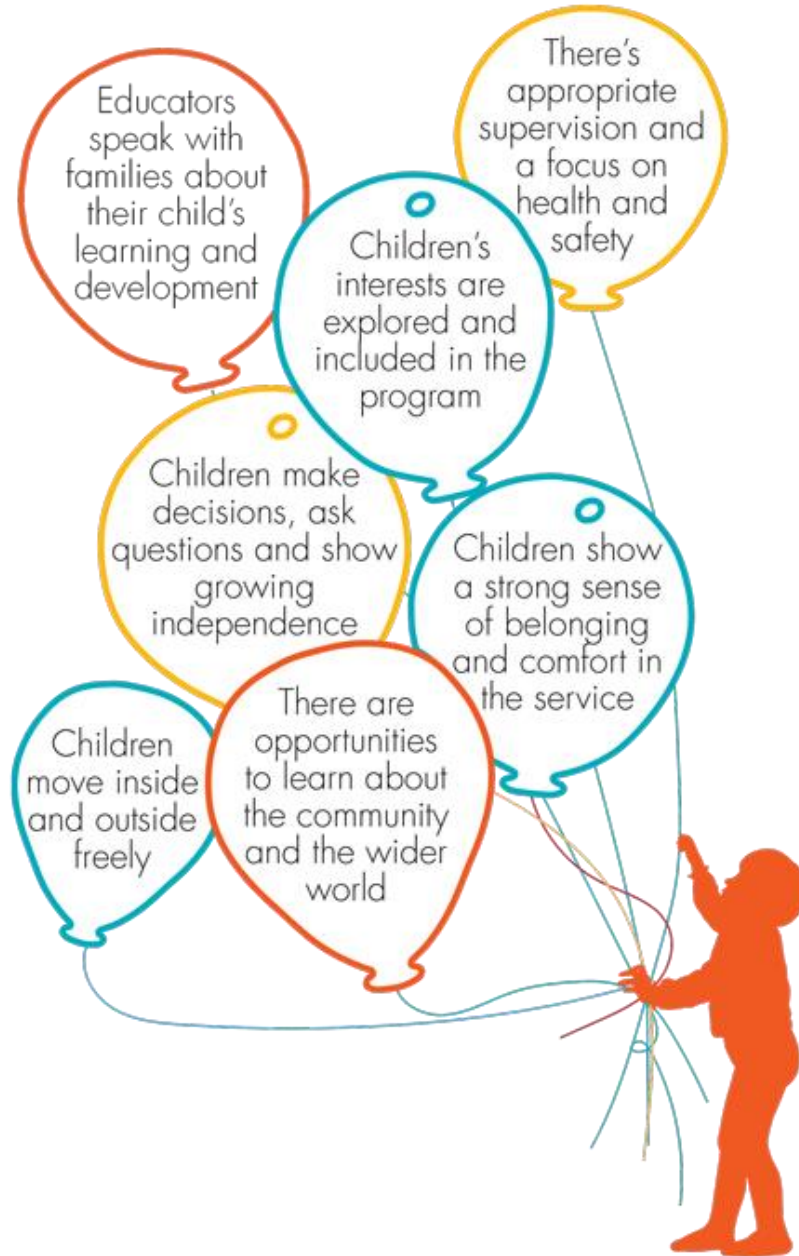 Educators
speak with
families about
their child's
learning and
development
There's
appropriate
supervision and
a focus on
health and
safety
Children's
interests are
explored and
included in the
program
Children make
decisions, ask
questions and show
growing
independence
Children show
a strong sense
of belonging
and comfort in
the service
Children
move inside
and outside
freely
There are
opportunities
to learn about
the community
and the wider
world